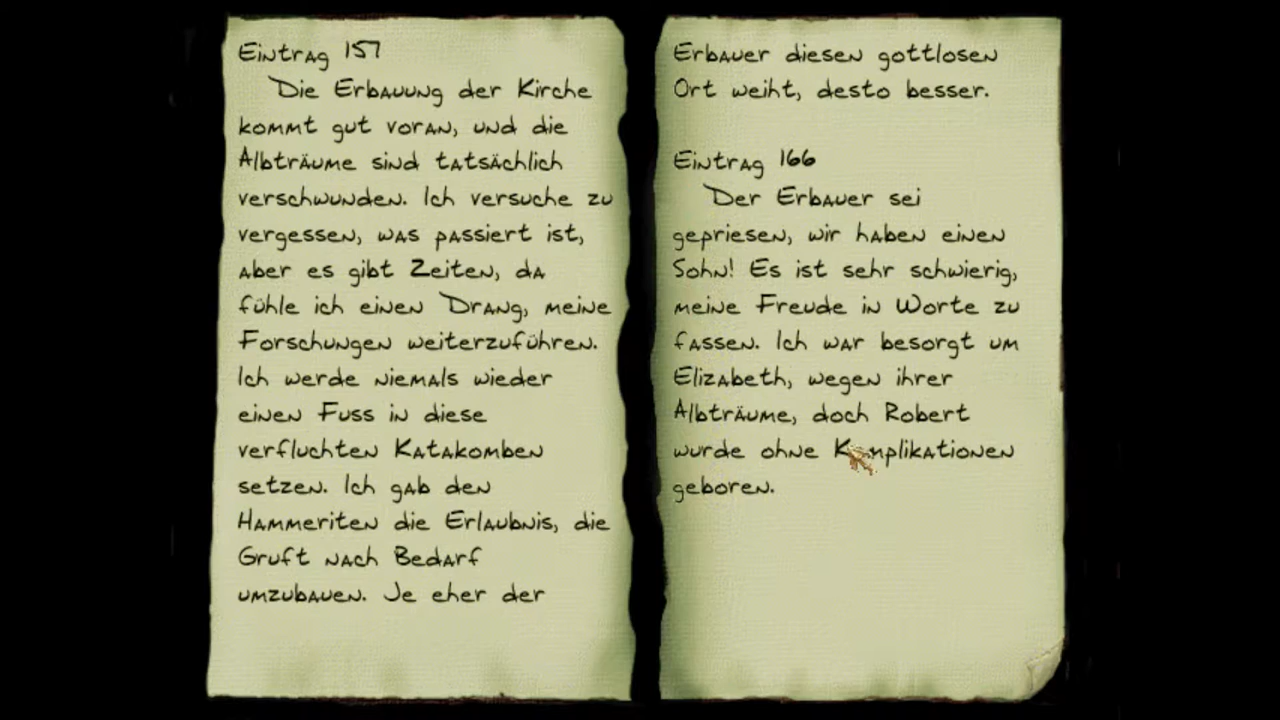 Eintrag 157
Die Erbauung der Kirche
kommt gut voran, und die
Albträume sind tatsächlich
verschwunden. Ich versuche zu
vergessen, was passiert ist,
aber es gibt Zeiten, da
fühle ich einen Drang, meine
Forschungen weiterzuführen.
Ich werde niemals wieder
einen Fuss in diese
verfluchten Katakomben
setzen. Ich gab den
Hammeriten die Erlaubnis, die
Gruft nach Bedarf
umzubauen. Je eher der
Erbauer diesen gottlosen
Ort weiht, desto besser.
Eintrag 166
Der Erbauer sei
gepriesen, wir haben einen
Sohn! Es ist sehr schwierig,
meine Freude in Worte zu
fassen. Ich war besorgt um
Elizabeth, wegen ihrer
Albträume, doch Robert
wurde ohne Komplikationen
geboren.